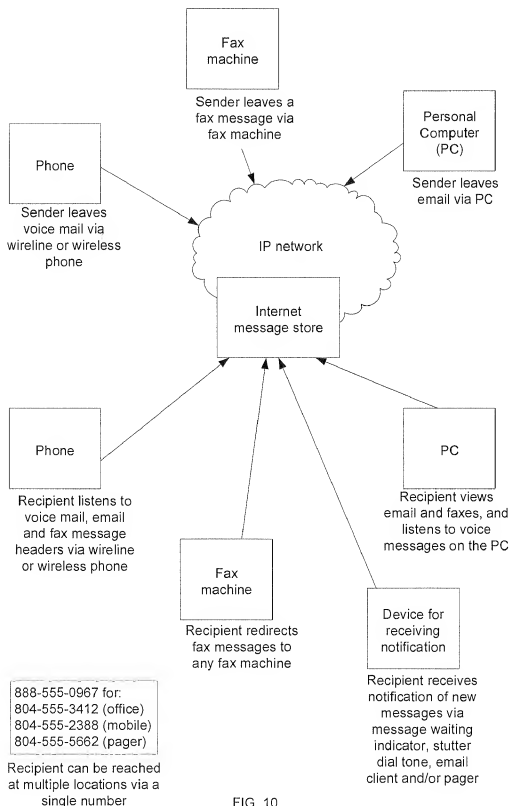 Fax
machine
Sender leaves a
fax message via
fax machine
Personal
Computer
(PC)
Sender leaves
email via PC
Phone
Sender leaves
voice mail via
wireline or wireless
phone
IP network
Internet
message store
Phone
Recipient listens to
voice mail, email
and fax message
headers via wireline
or wireless phone
PC
Recipient views
email and faxes, and
listens to voice
messages on the PC
Fax
machine
Recipient redirects
fax messages to
any fax machine
Device for
receiving
notification
Recipient receives
notification of new
messages via
message waiting
indicator, stutter
dial tone, email
client and/or pager
888-555-0967 for:
804-555-3412 (office)
804-555-2388 (mobile)
804-555-5662 (pager)
Recipient can be reached
at multiple locations via a
single number
FIG. 10